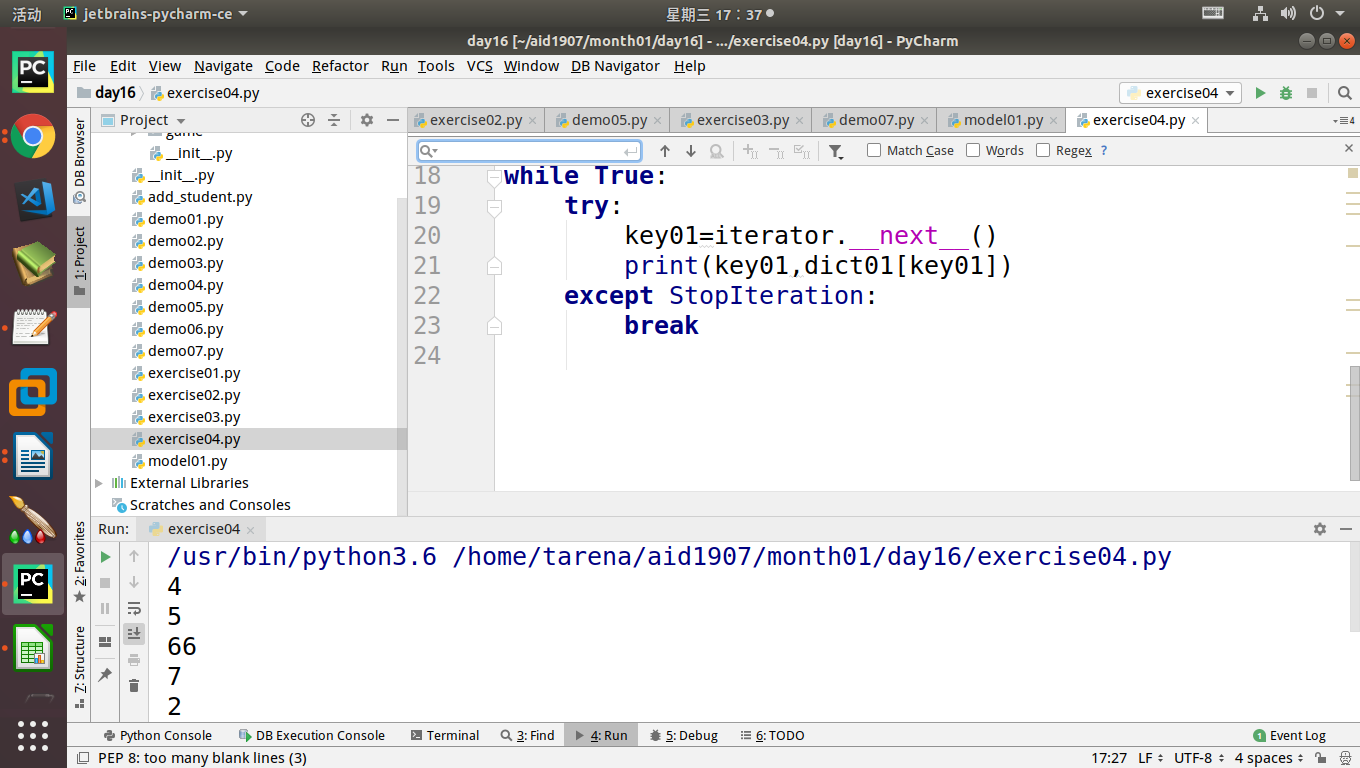 活动 jetbrains-pycharm-ce 星期三 17：37
day16 [~/aid1907/month01/day16] - .../exercise04.py [day16] - PyCharm
File Edit View Navigate Code Refactor Run Tools VCS Window DB Navigator Help
day16 exercise04.py exercise04
Project exercise02.py demo05.py exercise03.py demo07.py model01.py exercise04.py 4
Match Case Words Regex ?
DB Browser
1: Project
2: Favorites
7: Structure
game
__init__.py
__init__.py
add_student.py
demo01.py
demo02.py
demo03.py
demo04.py
demo05.py
demo06.py
demo07.py
exercise01.py
exercise02.py
exercise03.py
exercise04.py
model01.py
External Libraries
Scratches and Consoles
18 while True:
19 try:
20 key01=iterator.__next__()
21 print(key01,dict01[key01])
22 except StopIteration:
23 break
24
Run: exercise04
/usr/bin/python3.6 /home/tarena/aid1907/month01/day16/exercise04.py
4
5
66
7
2
Python Console DB Execution Console Terminal 3: Find 4: Run 5: Debug 6: TODO 1 Event Log
PEP 8: too many blank lines (3) 17:27 LF UTF-8 4 spaces